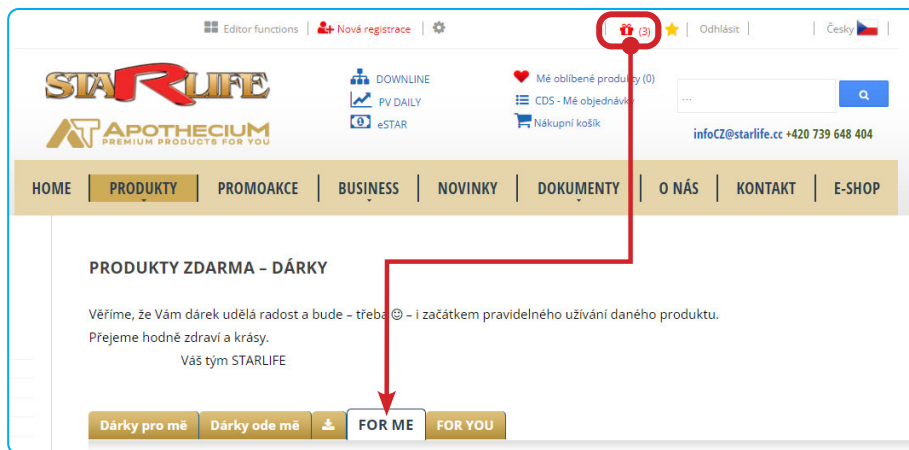 Editor functions | Nová registrace | (3) | Odhlásit | | Česky |
STARLIFE
APOTHECIUM
PREMIUM PRODUCTS FOR YOU
DOWNLINE
PV DAILY
eSTAR
Mé oblíbené produkty (0)
CDS - Mé objednávky
Nákupní košík
...
infoCZ@starlife.cc +420 739 648 404
HOME | PRODUKTY | PROMOAKCE | BUSINESS | NOVINKY | DOKUMENTY | O NÁS | KONTAKT | E-SHOP
PRODUKTY ZDARMA – DÁRKY
Věříme, že Vám dárek udělá radost a bude – třeba ☺ – i začátkem pravidelného užívání daného produktu.
Přejeme hodně zdraví a krásy.
Váš tým STARLIFE
Dárky pro mě Dárky ode mě FOR ME FOR YOU